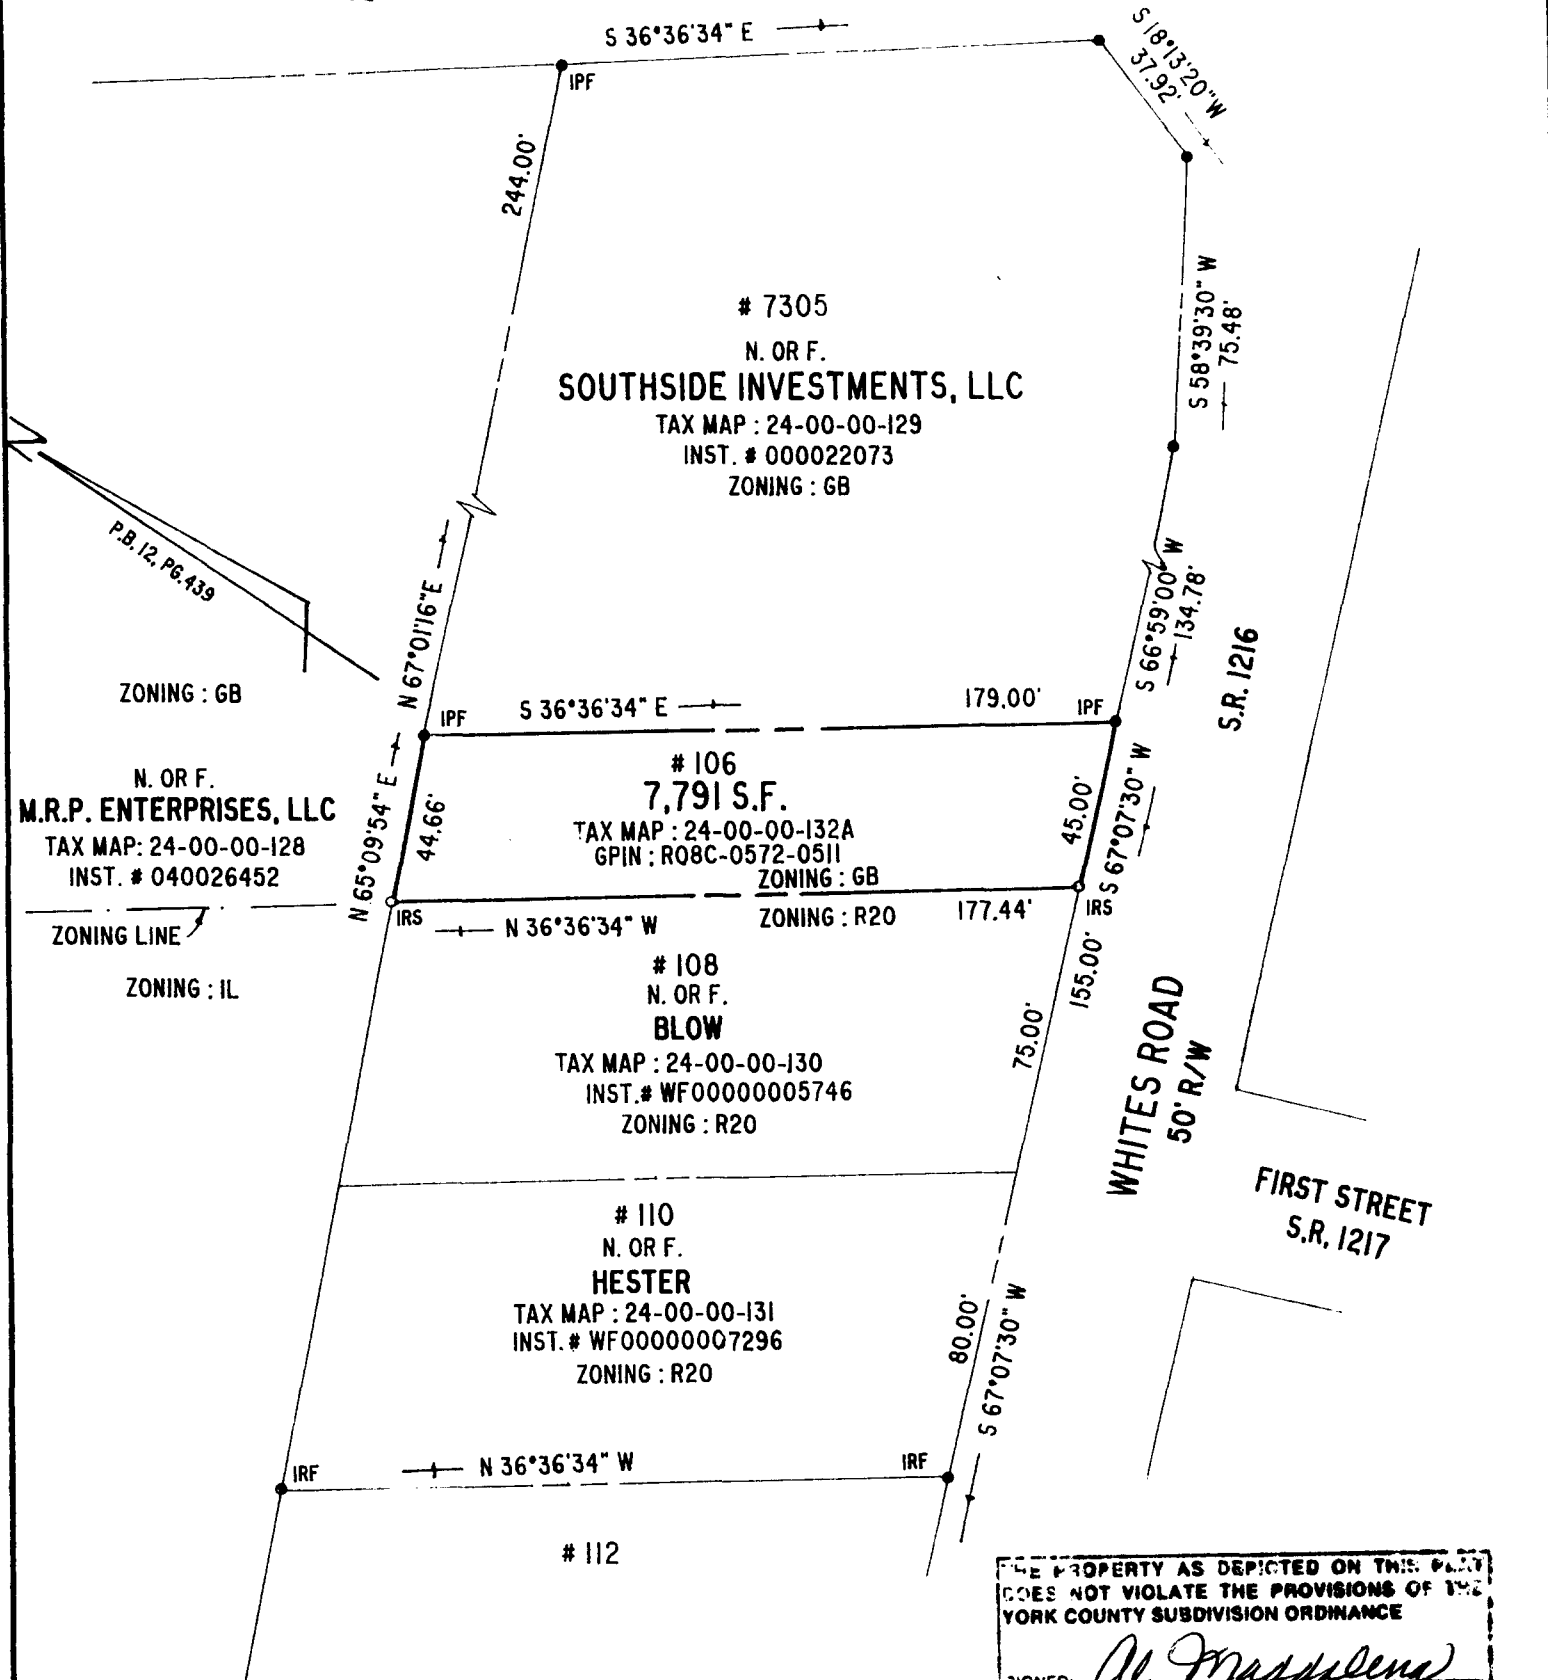 S 36°36'34" E
S 18°13'20" W
37.92'
IPF
244.00'
S 58°39'30" W
75.48'
# 7305
N. OR F.
SOUTHSIDE INVESTMENTS, LLC
TAX MAP : 24-00-00-129
INST. # 000022073
ZONING : GB
P.B. 12, PG. 439
N 67°01'16" E
S 66°59'00" W
134.78'
S.R. 1216
ZONING : GB
IPF
S 36°36'34" E
179.00'
IPF
N. OR F.
M.R.P. ENTERPRISES, LLC
TAX MAP: 24-00-00-128
INST. # 040026452
ZONING LINE
ZONING : IL
N 65°09'54" E
44.66'
# 106
7,791 S.F.
TAX MAP : 24-00-00-132A
GPIN : R08C-0572-0511
ZONING : GB
45.00'
S 67°07'30" W
IRS
N 36°36'34" W
ZONING : R20
177.44'
IRS
155.00'
# 108
N. OR F.
BLOW
TAX MAP : 24-00-00-130
INST.# WF00000005746
ZONING : R20
75.00'
WHITES ROAD
50' R/W
FIRST STREET
S.R. 1217
# 110
N. OR F.
HESTER
TAX MAP : 24-00-00-131
INST.# WF00000007296
ZONING : R20
80.00'
S 67°07'30" W
IRF
N 36°36'34" W
IRF
# 112
THE PROPERTY AS DEPICTED ON THIS PLAT
DOES NOT VIOLATE THE PROVISIONS OF THE
YORK COUNTY SUBDIVISION ORDINANCE
SIGNED: Al Maddalena